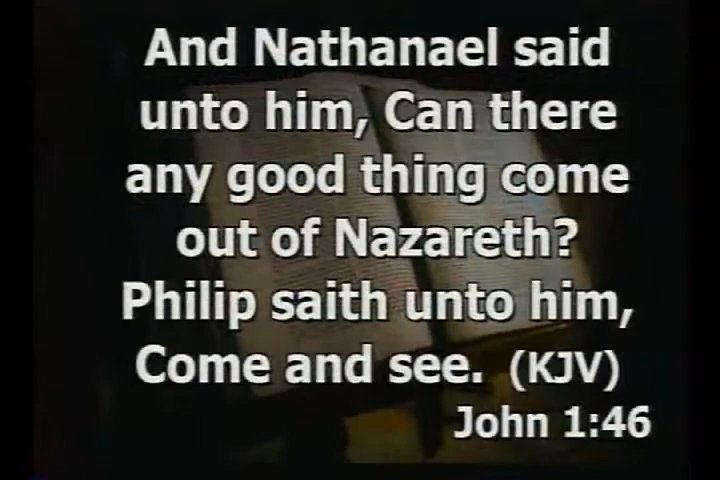 And Nathanael said
unto him, Can there
any good thing come
out of Nazareth?
Philip saith unto him,
Come and see. (KJV)
John 1:46